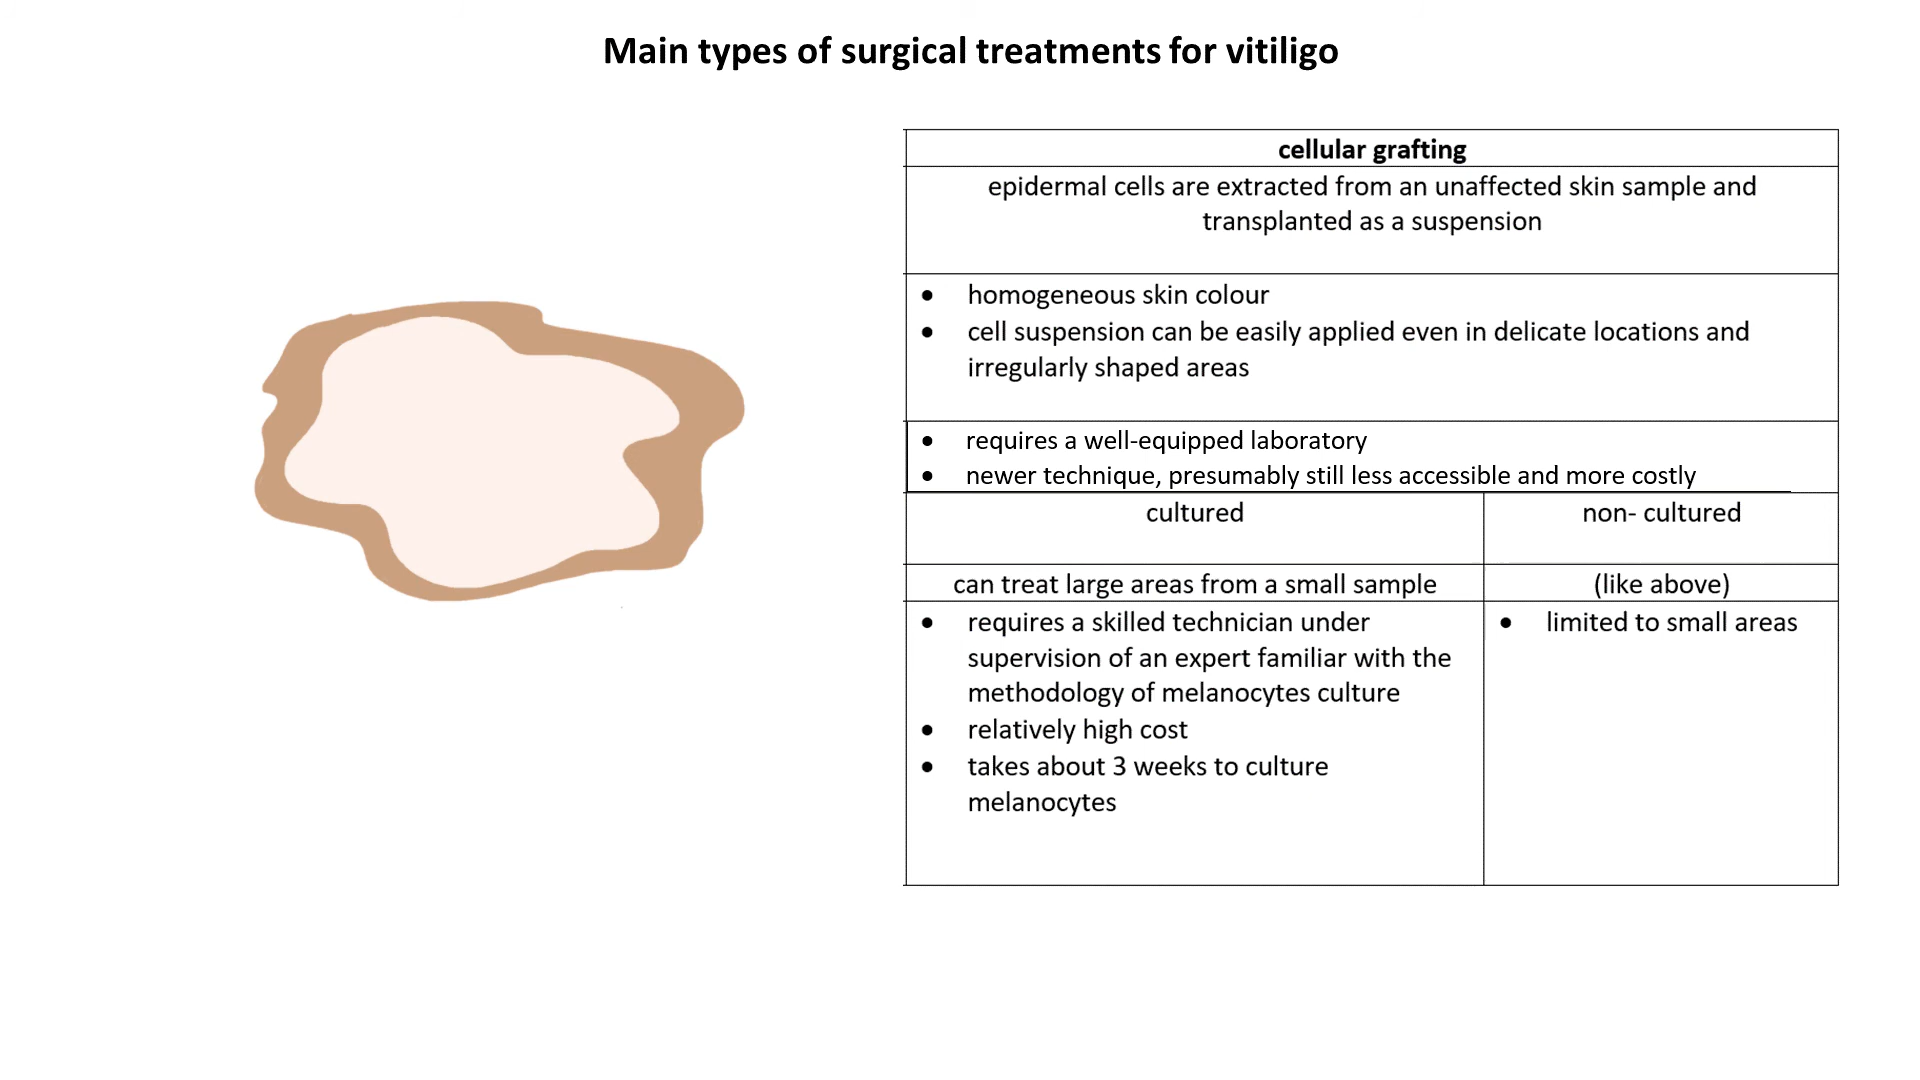 Main types of surgical treatments for vitiligo
cellular grafting
epidermal cells are extracted from an unaffected skin sample and
transplanted as a suspension
• homogeneous skin colour
• cell suspension can be easily applied even in delicate locations and
irregularly shaped areas
• requires a well-equipped laboratory
• newer technique, presumably still less accessible and more costly
cultured
non- cultured
can treat large areas from a small sample
(like above)
• requires a skilled technician under
supervision of an expert familiar with the
methodology of melanocytes culture
• relatively high cost
• takes about 3 weeks to culture
melanocytes
• limited to small areas